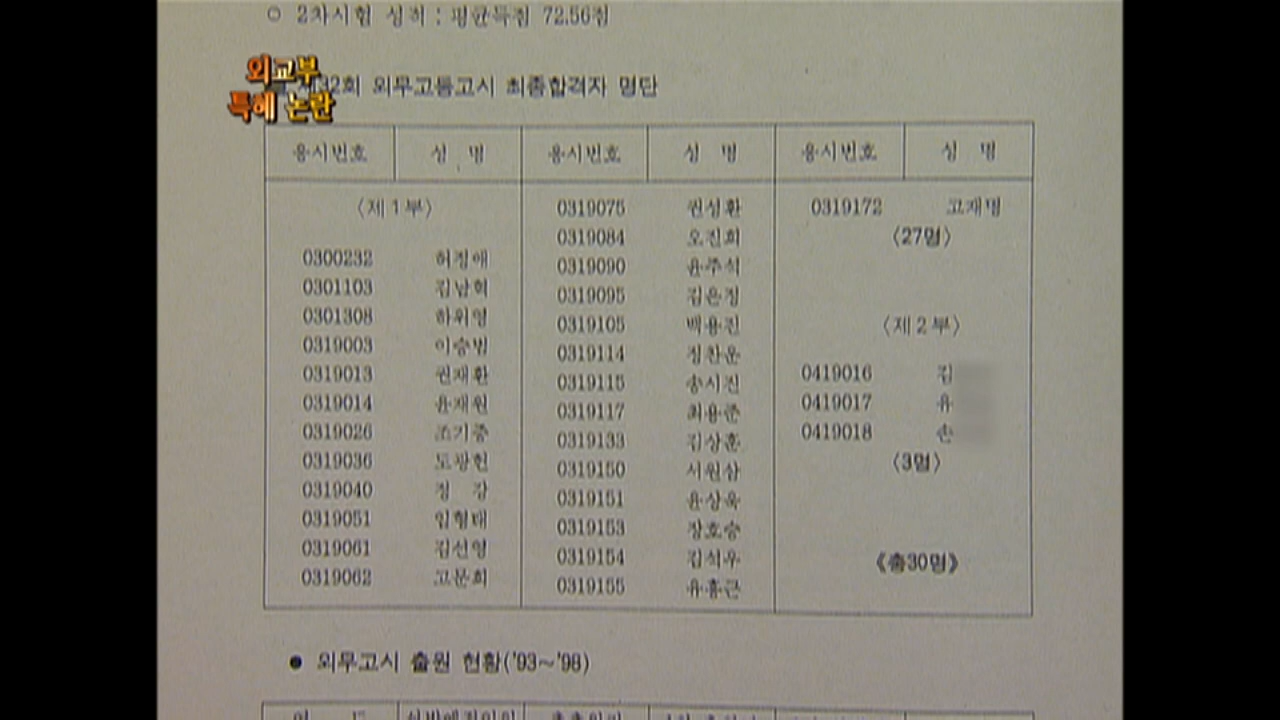 ○ 2차시험 성적 : 평균득점 72.56점
외교부
특혜 논란
제32회 외무고등고시 최종합격자 명단
응시번호 성 명 응시번호 성 명 응시번호 성 명
〈제1부〉
0300232 허정애
0301103 김남혁
0301308 하위영
0319003 이승범
0319013 권재환
0319014 윤재원
0319026 조기중
0319036 도광헌
0319040 정 강
0319051 임형태
0319061 김선영
0319062 고문희
0319075 권성환
0319084 오진희
0319090 윤주석
0319095 김은정
0319105 백용진
0319114 정찬운
0319115 송시진
0319117 최용준
0319133 김상훈
0319150 서원삼
0319151 윤상욱
0319153 장호승
0319154 김석우
0319155 유흥근
0319172 고재명
〈27명〉
〈제2부〉
0419016 김
0419017 유
0419018 손
〈3명〉
《총30명》
● 외무고시 출원 현황('93～'98)